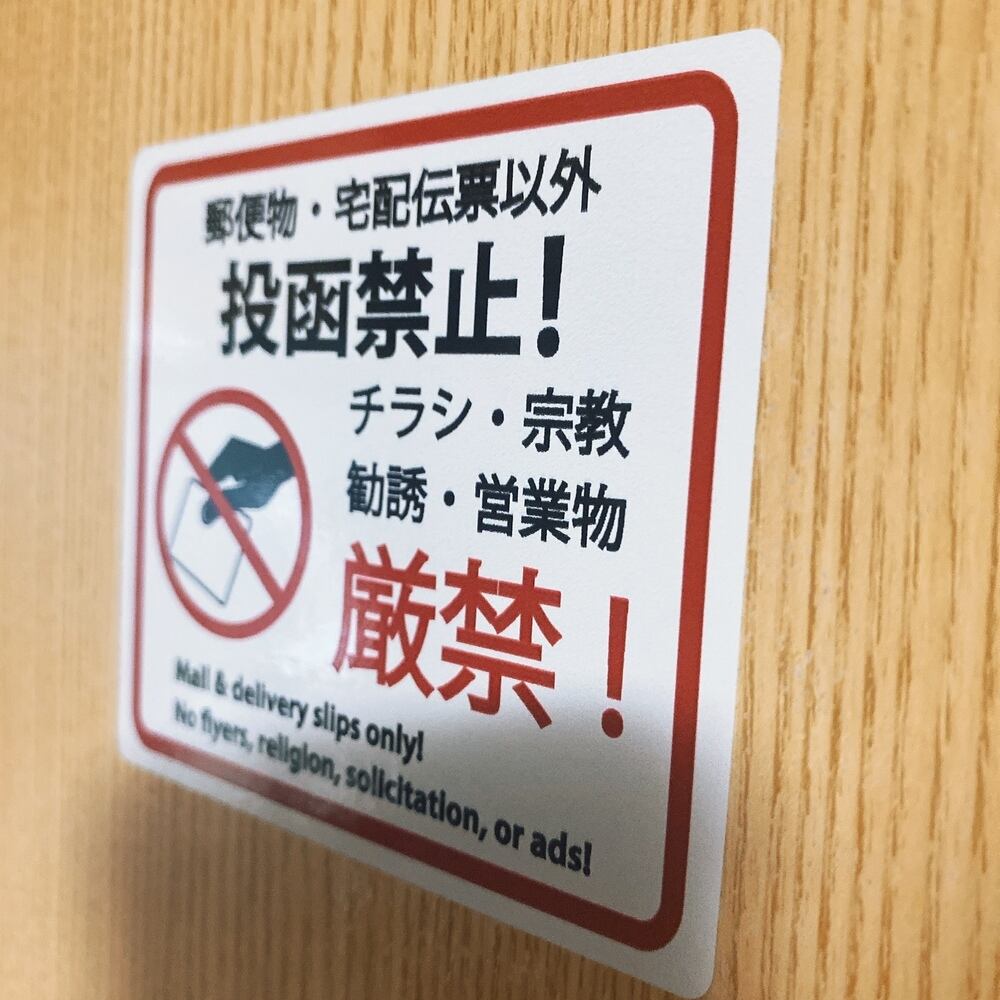 郵便物・宅配伝票以外
投函禁止!
チラシ・宗教
勧誘・営業物
厳禁!
Mail & delivery slips only!
No flyers, religion, solicitation, or ads!